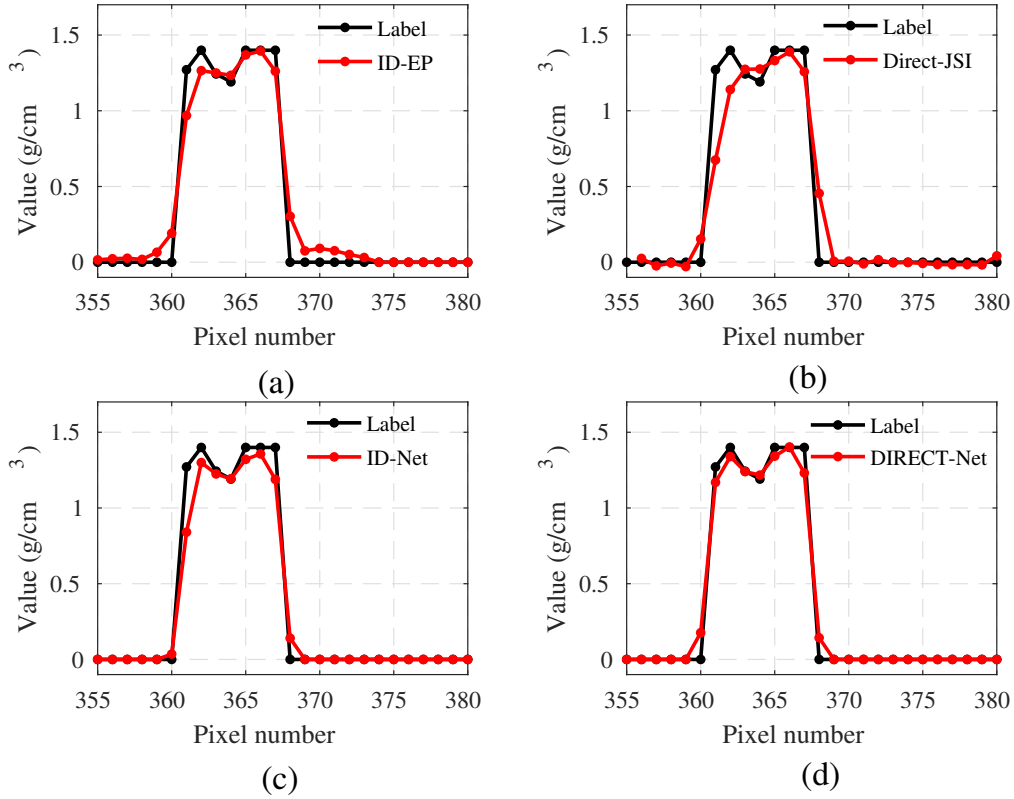 1.5
1
0.5
0
Value (g/cm
3
)
355 360 365 370 375 380
Pixel number
Label
ID-EP
(a)
1.5
1
0.5
0
Value (g/cm
3
)
355 360 365 370 375 380
Pixel number
Label
Direct-JSI
(b)
1.5
1
0.5
0
Value (g/cm
3
)
355 360 365 370 375 380
Pixel number
Label
ID-Net
(c)
1.5
1
0.5
0
Value (g/cm
3
)
355 360 365 370 375 380
Pixel number
Label
DIRECT-Net
(d)